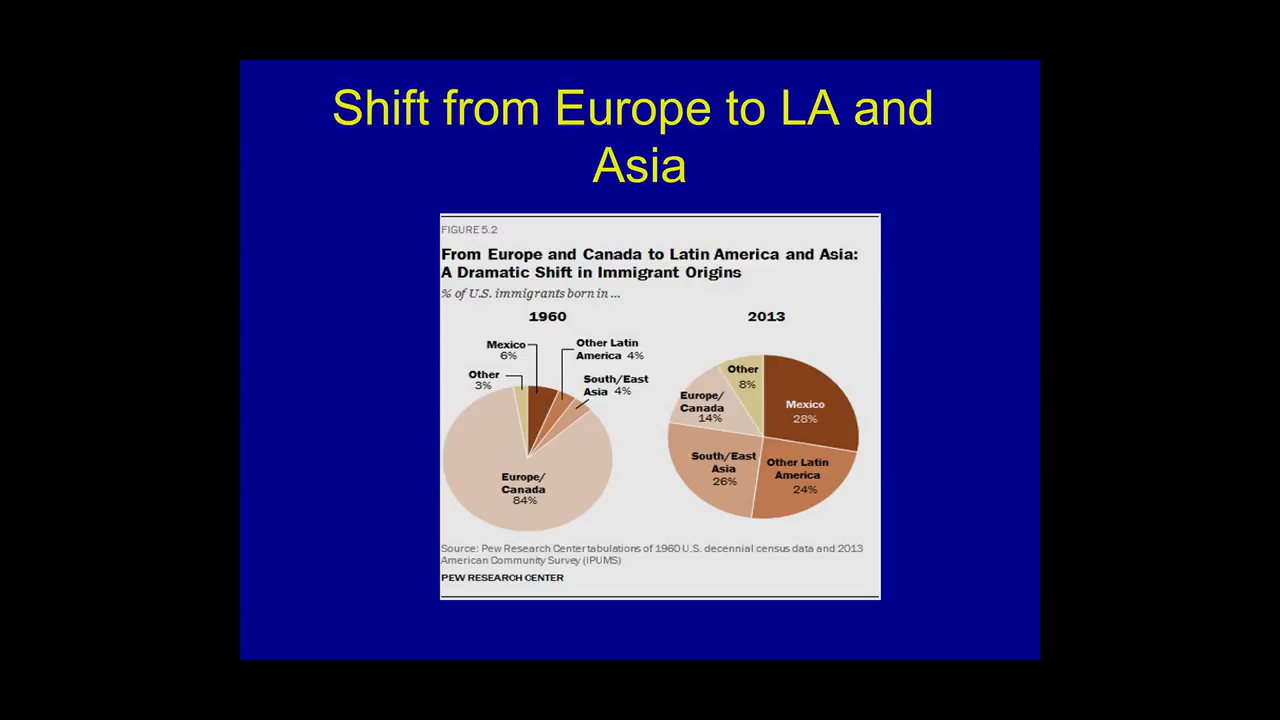 Shift from Europe to LA and
Asia
FIGURE 5.2
From Europe and Canada to Latin America and Asia:
A Dramatic Shift in Immigrant Origins
% of U.S. immigrants born in ...
1960
Mexico
6%
Other Latin
America 4%
Other
3%
South/East
Asia 4%
Europe/
Canada
84%
2013
Other
8%
Europe/
Canada
14%
Mexico
28%
South/East
Asia
26%
Other Latin
America
24%
Source: Pew Research Center tabulations of 1960 U.S. decennial census data and 2013
American Community Survey (IPUMS)
PEW RESEARCH CENTER